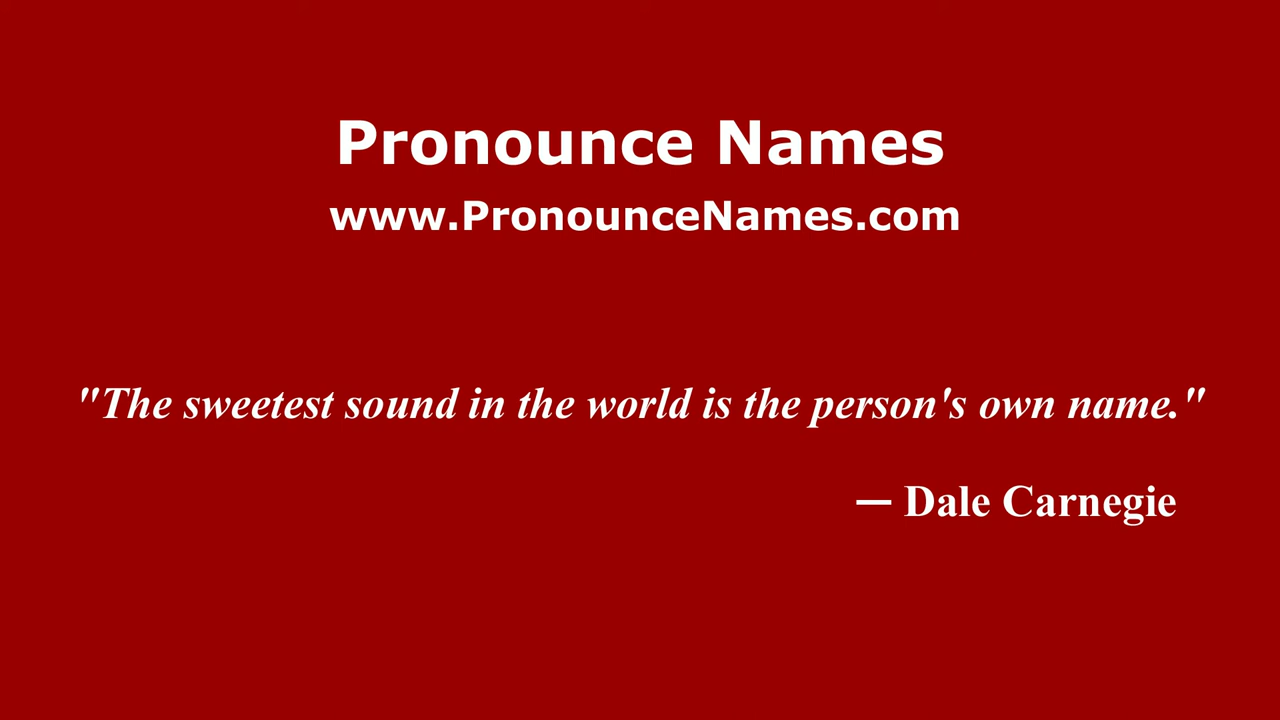 Pronounce Names
www.PronounceNames.com
"The sweetest sound in the world is the person's own name."
— Dale Carnegie